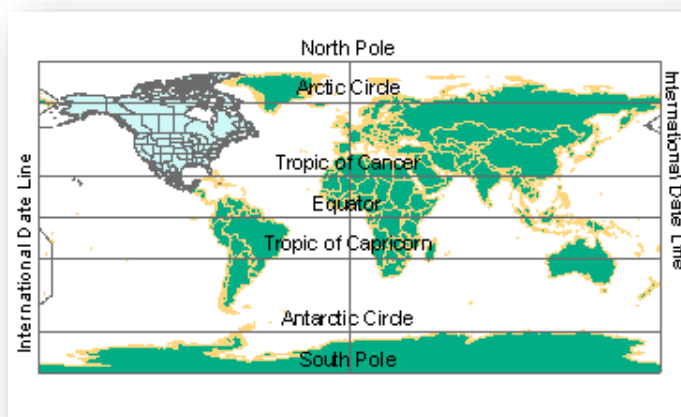 North Pole
Arctic Circle
Tropic of Cancer
Equator
Tropic of Capricorn
Antarctic Circle
South Pole
International Date Line
International Date Line